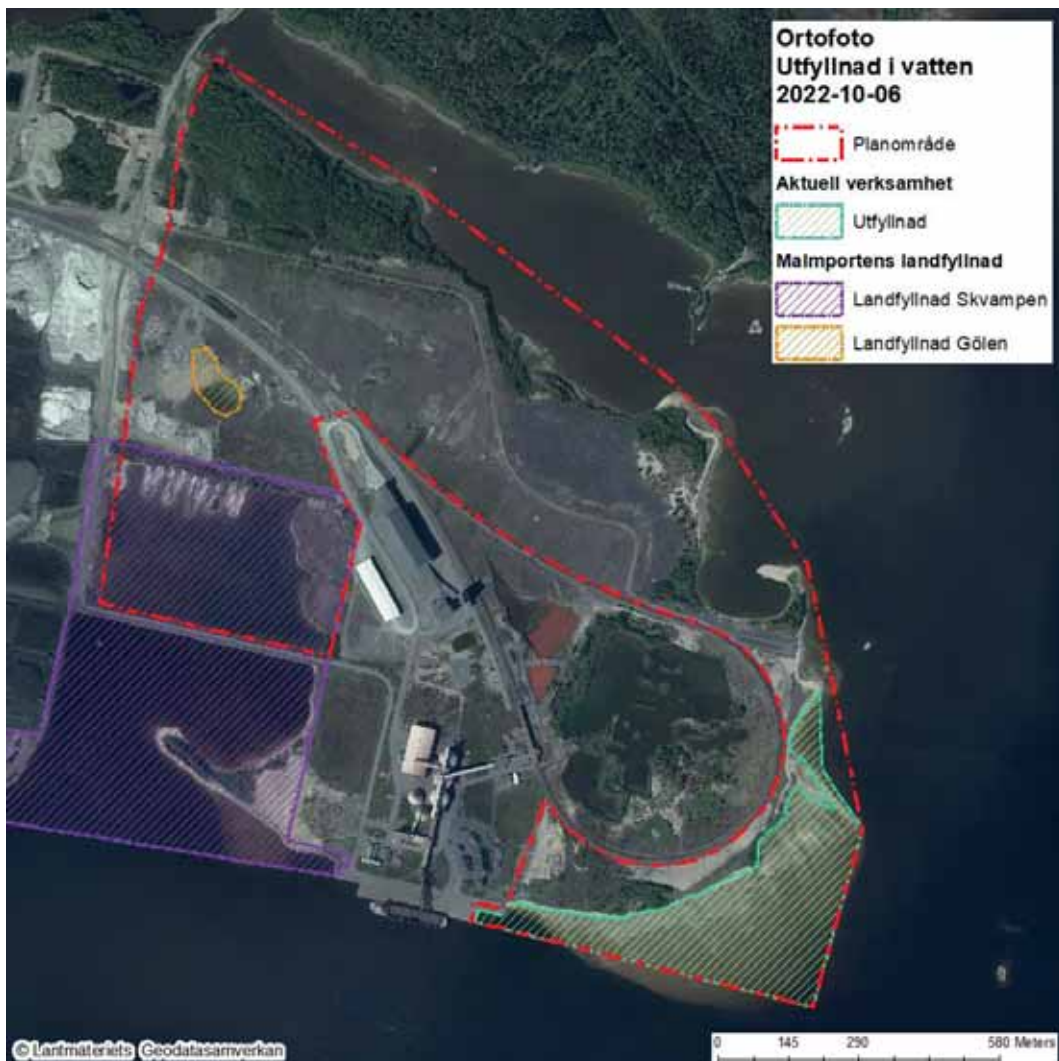 Ortofoto
Utfyllnad i vatten
2022-10-06
Planområde
Aktuell verksamhet
Utfyllnad
Malmportens landfyllnad
Landfyllnad Skvampen
Landfyllnad Gölen
© Lantmäteriets Geodatasamverkan
0 145 290 580 Meters